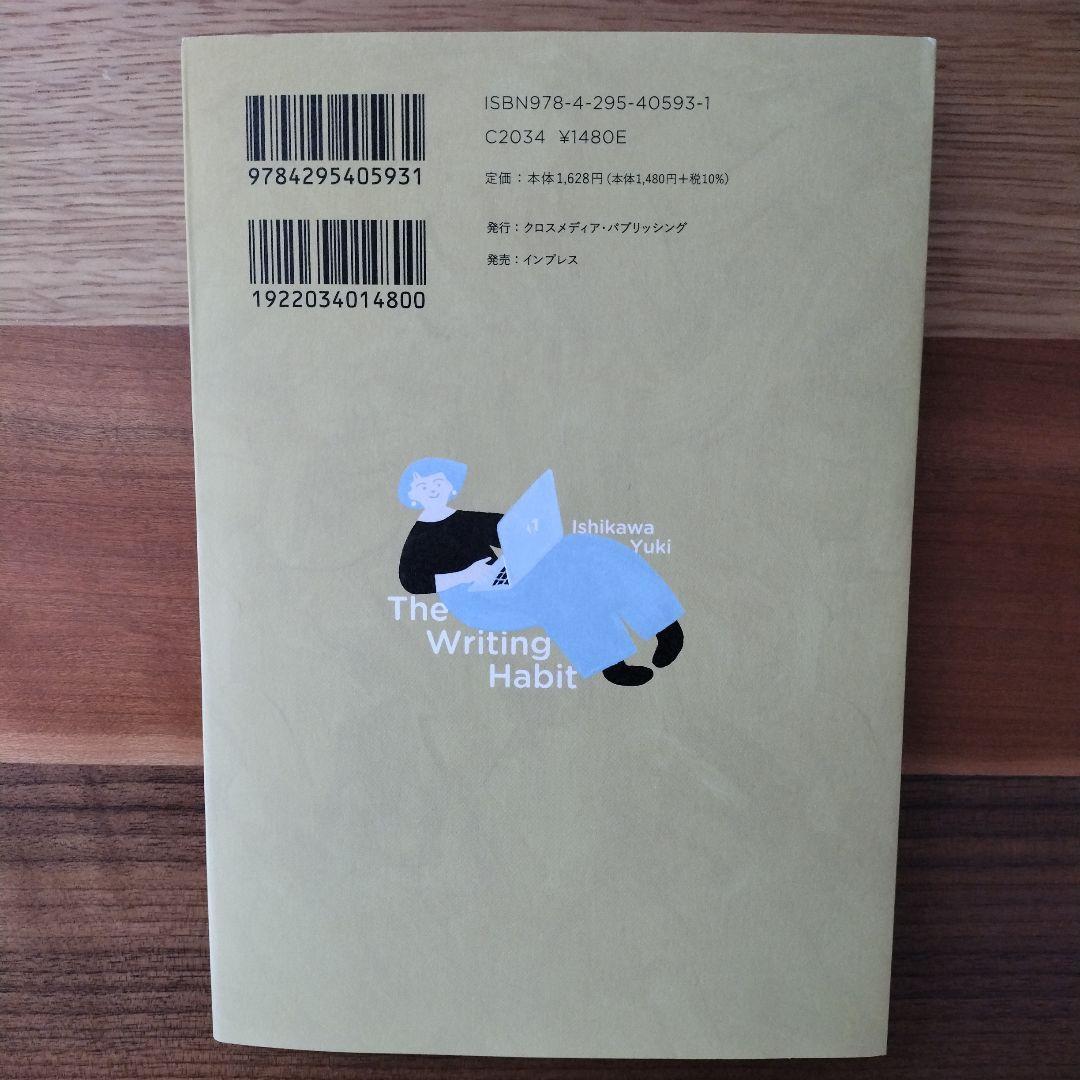 9784295405931
1922034014800
ISBN978-4-295-40593-1
C2034 ¥1480E
定価：本体1,628円（本体1,480円＋税10%）
発行：クロスメディア・パブリッシング
発売：インプレス
Ishikawa
Yuki
The
Writing
Habit